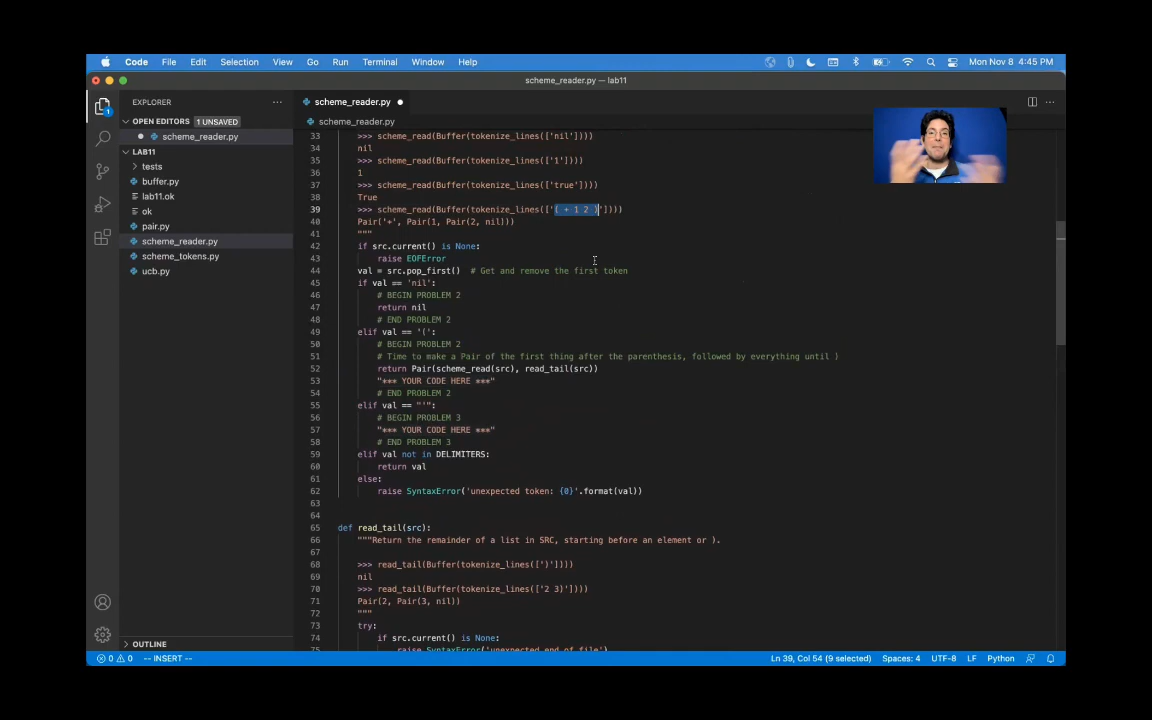 Code File Edit Selection View Go Run Terminal Window Help Mon Nov 8 4:45 PM
scheme_reader.py — lab11
EXPLORER
scheme_reader.py
OPEN EDITORS 1 UNSAVED
scheme_reader.py
scheme_reader.py
LAB11
tests
buffer.py
lab11.ok
ok
pair.py
scheme_reader.py
scheme_tokens.py
ucb.py
OUTLINE
33 >>> scheme_read(Buffer(tokenize_lines(['nil'])))
34 nil
35 >>> scheme_read(Buffer(tokenize_lines(['1'])))
36 1
37 >>> scheme_read(Buffer(tokenize_lines(['true'])))
38 True
39 >>> scheme_read(Buffer(tokenize_lines(['( + 1 2 )'])))
40 Pair('+', Pair(1, Pair(2, nil)))
41 """
42 if src.current() is None:
43 raise EOFError
44 val = src.pop_first() # Get and remove the first token
45 if val == 'nil':
46 # BEGIN PROBLEM 2
47 return nil
48 # END PROBLEM 2
49 elif val == '(':
50 # BEGIN PROBLEM 2
51 # Time to make a Pair of the first thing after the parenthesis, followed by everything until )
52 return Pair(scheme_read(src), read_tail(src))
53 "*** YOUR CODE HERE ***"
54 # END PROBLEM 2
55 elif val == "'":
56 # BEGIN PROBLEM 3
57 "*** YOUR CODE HERE ***"
58 # END PROBLEM 3
59 elif val not in DELIMITERS:
60 return val
61 else:
62 raise SyntaxError('unexpected token: {0}'.format(val))
63
64
65 def read_tail(src):
66 """Return the remainder of a list in SRC, starting before an element or ).
67
68 >>> read_tail(Buffer(tokenize_lines([')'])))
69 nil
70 >>> read_tail(Buffer(tokenize_lines(['2 3)'])))
71 Pair(2, Pair(3, nil))
72 """
73 try:
74 if src.current() is None:
75 raise SyntaxError('unexpected end of file')
0 0 -- INSERT -- Ln 39, Col 54 (9 selected) Spaces: 4 UTF-8 LF Python